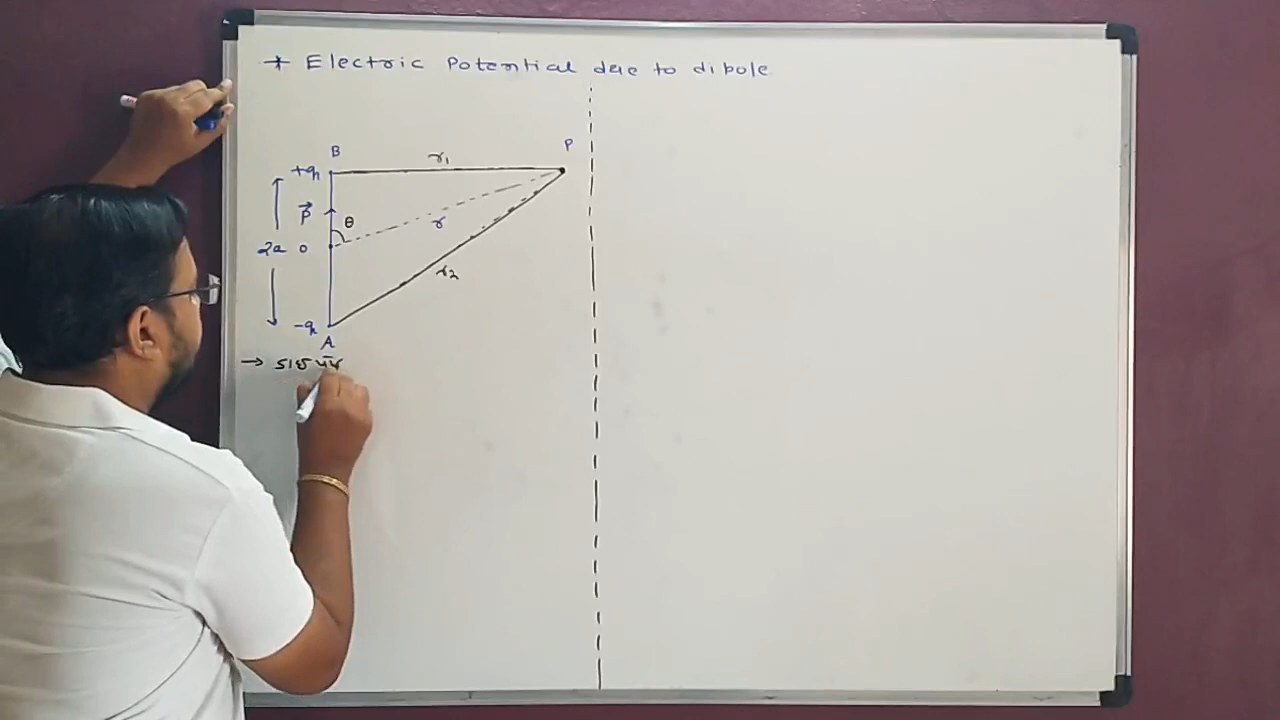 * Electric Potential due to dipole
B
P
+q
r₁
p⃗
θ
r
2a
O
r₂
-q
A
→